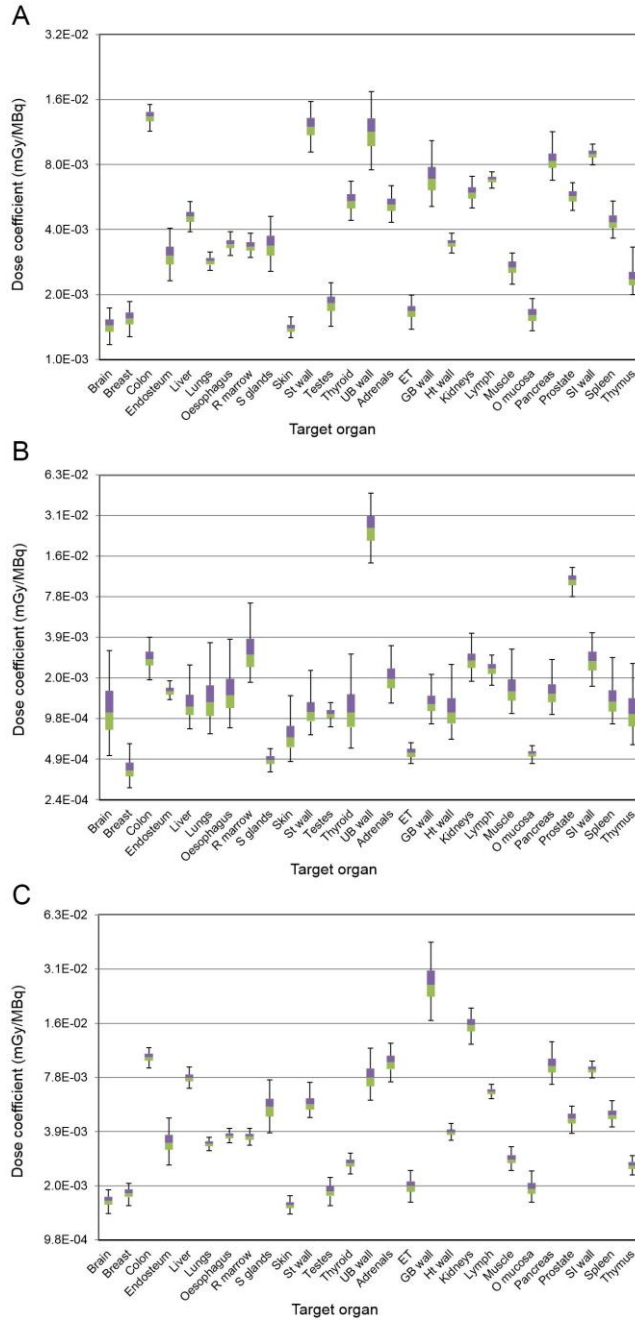 A
Dose coefficient (mGy/MBq)
3.2E-02
1.6E-02
8.0E-03
4.0E-03
2.0E-03
1.0E-03
Brain
Breast
Colon
Endosteum
Liver
Lungs
Oesophagus
R marrow
S glands
Skin
St wall
Testes
Thyroid
UB wall
Adrenals
ET
GB wall
Ht wall
Kidneys
Lymph
Muscle
O mucosa
Pancreas
Prostate
SI wall
Spleen
Thymus
Target organ
B
Dose coefficient (mGy/MBq)
6.3E-02
3.1E-02
1.6E-02
7.8E-03
3.9E-03
2.0E-03
9.8E-04
4.9E-04
2.4E-04
Brain
Breast
Colon
Endosteum
Liver
Lungs
Oesophagus
R marrow
S glands
Skin
St wall
Testes
Thyroid
UB wall
Adrenals
ET
GB wall
Ht wall
Kidneys
Lymph
Muscle
O mucosa
Pancreas
Prostate
SI wall
Spleen
Thymus
Target organ
C
Dose coefficient (mGy/MBq)
6.3E-02
3.1E-02
1.6E-02
7.8E-03
3.9E-03
2.0E-03
9.8E-04
Brain
Breast
Colon
Endosteum
Liver
Lungs
Oesophagus
R marrow
S glands
Skin
St wall
Testes
Thyroid
UB wall
Adrenals
ET
GB wall
Ht wall
Kidneys
Lymph
Muscle
O mucosa
Pancreas
Prostate
SI wall
Spleen
Thymus
Target organ